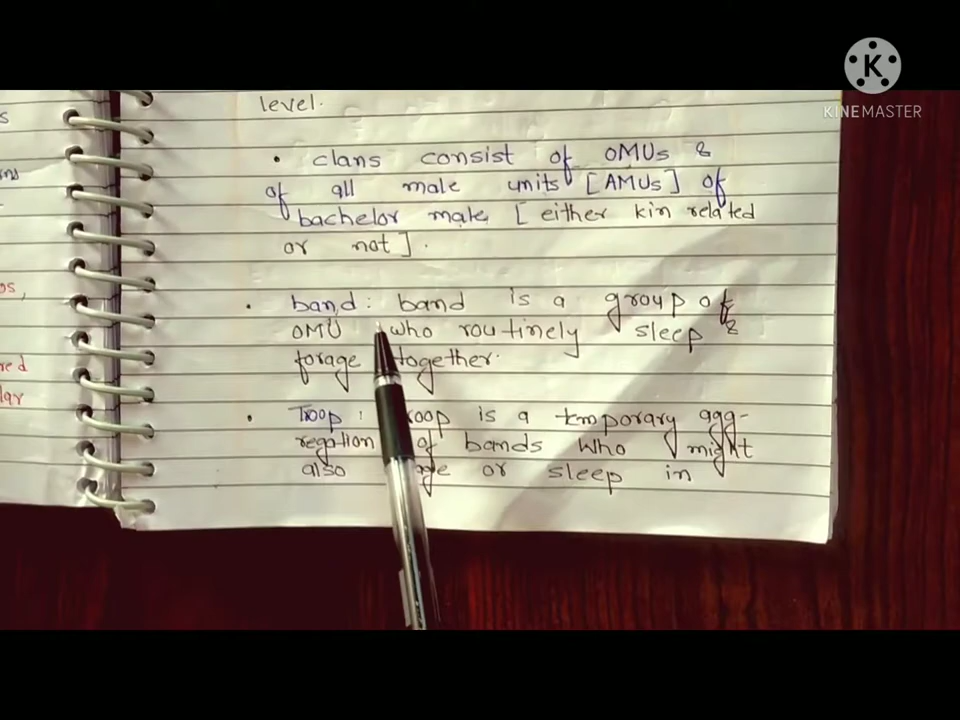 K
KINEMASTER
level.
• clans consist of OMUs &
of all male units [AMUs] of
bachelor male [either kin related
or not].
• band: band is a group of
OMU who routinely sleep &
forage together.
• Troop: is a temporary agg-
regation of bands who might
also or sleep in